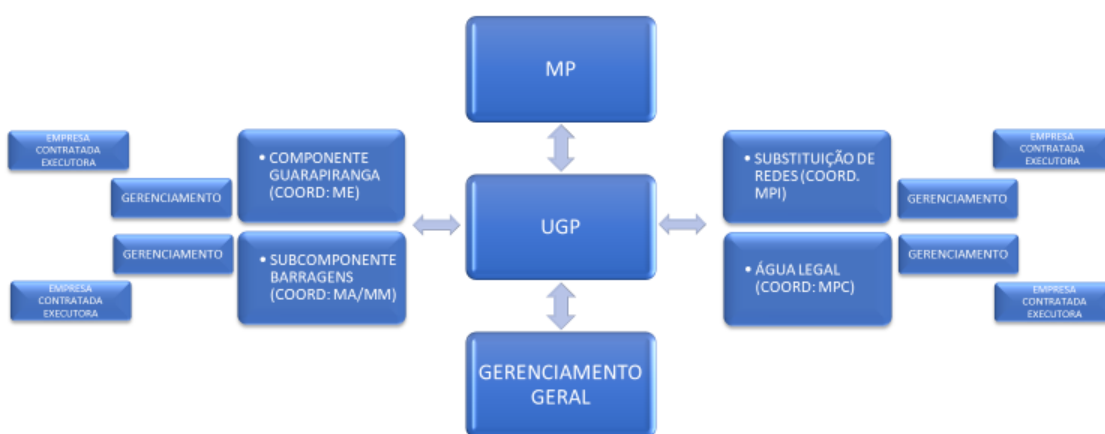 MP
EMPRESA
CONTRATADA
EXECUTORA
GERENCIAMENTO
• COMPONENTE
GUARAPIRANGA
(COORD: ME)
GERENCIAMENTO
EMPRESA
CONTRATADA
EXECUTORA
• SUBCOMPONENTE
BARRAGENS
(COORD: MA/MM)
UGP
• SUBSTITUIÇÃO DE
REDES (COORD.
MPI)
GERENCIAMENTO
EMPRESA
CONTRATADA
EXECUTORA
• ÁGUA LEGAL
(COORD: MPC)
GERENCIAMENTO
EMPRESA
CONTRATADA
EXECUTORA
GERENCIAMENTO
GERAL